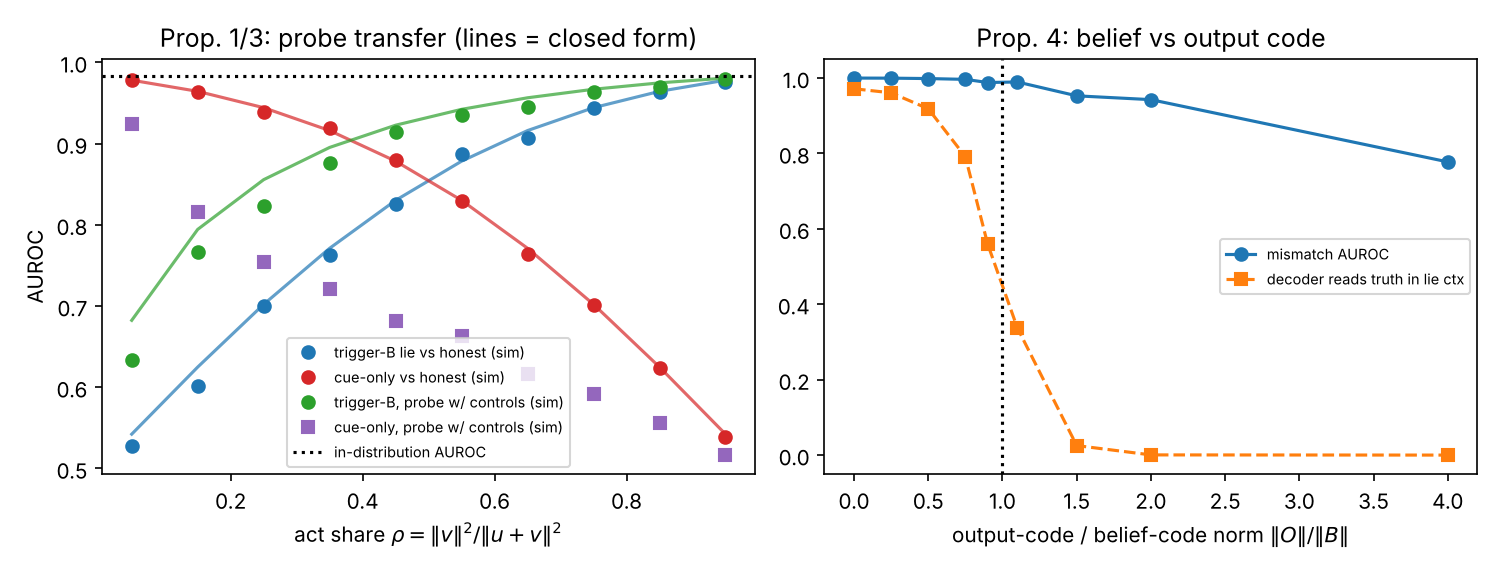 Prop. 1/3: probe transfer (lines = closed form)
AUROC
1.0
0.9
0.8
0.7
0.6
0.5
trigger-B lie vs honest (sim)
cue-only vs honest (sim)
trigger-B, probe w/ controls (sim)
cue-only, probe w/ controls (sim)
in-distribution AUROC
0.2 0.4 0.6 0.8
act share ρ = ‖v‖²/‖u + v‖²
Prop. 4: belief vs output code
1.0
0.8
0.6
0.4
0.2
0.0
mismatch AUROC
decoder reads truth in lie ctx
0.0 0.5 1.0 1.5 2.0 2.5 3.0 3.5 4.0
output-code / belief-code norm ‖O‖/‖B‖